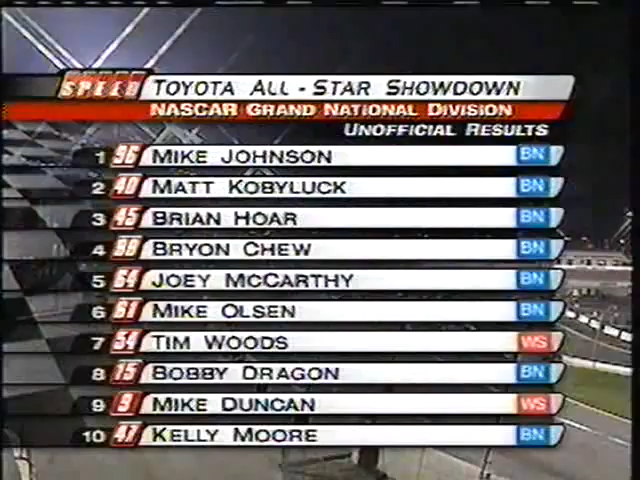 SPEED TOYOTA ALL-STAR SHOWDOWN
NASCAR GRAND NATIONAL DIVISION
UNOFFICIAL RESULTS
1 96 MIKE JOHNSON BN
2 40 MATT KOBYLUCK BN
3 45 BRIAN HOAR BN
4 BRYON CHEW BN
5 64 JOEY MCCARTHY BN
6 61 MIKE OLSEN BN
7 54 TIM WOODS WS
8 15 BOBBY DRAGON BN
9 9 MIKE DUNCAN WS
10 47 KELLY MOORE BN